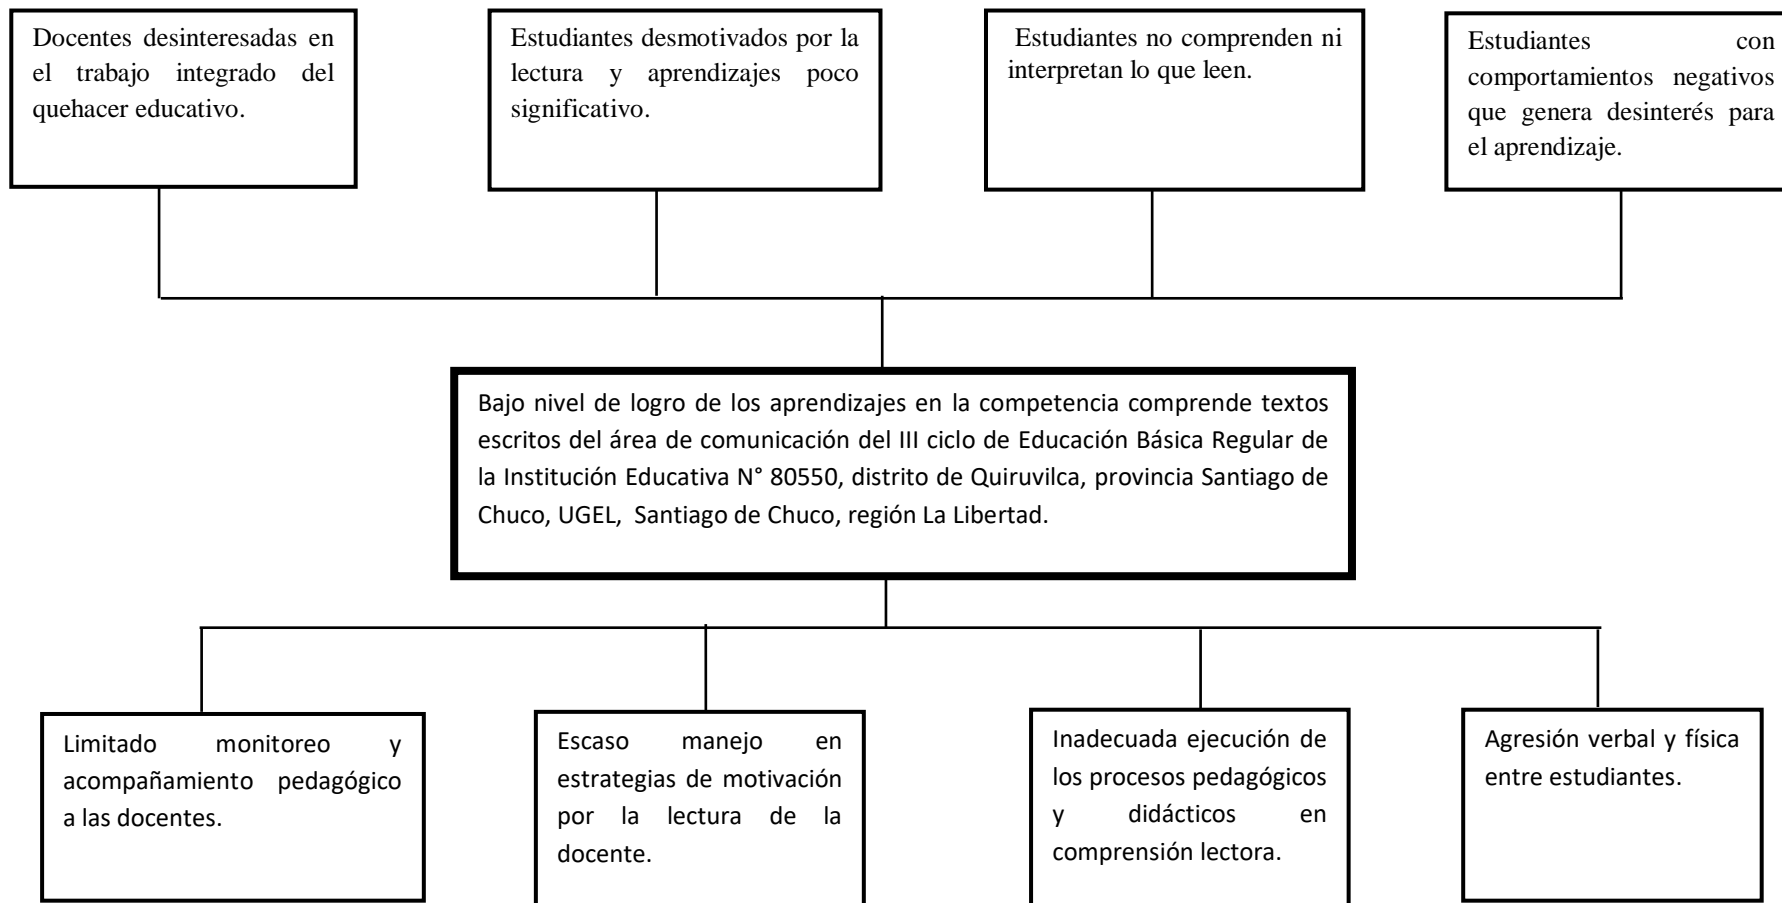 Docentes desinteresadas en
el trabajo integrado del
quehacer educativo.
Estudiantes desmotivados por la
lectura y aprendizajes poco
significativo.
Estudiantes no comprenden ni
interpretan lo que leen.
Estudiantes con
comportamientos negativos
que genera desinterés para
el aprendizaje.
Bajo nivel de logro de los aprendizajes en la competencia comprende textos
escritos del área de comunicación del III ciclo de Educación Básica Regular de
la Institución Educativa N° 80550, distrito de Quiruvilca, provincia Santiago de
Chuco, UGEL, Santiago de Chuco, región La Libertad.
Limitado monitoreo y
acompañamiento pedagógico
a las docentes.
Escaso manejo en
estrategias de motivación
por la lectura de la
docente.
Inadecuada ejecución de
los procesos pedagógicos
y didácticos en
comprensión lectora.
Agresión verbal y física
entre estudiantes.